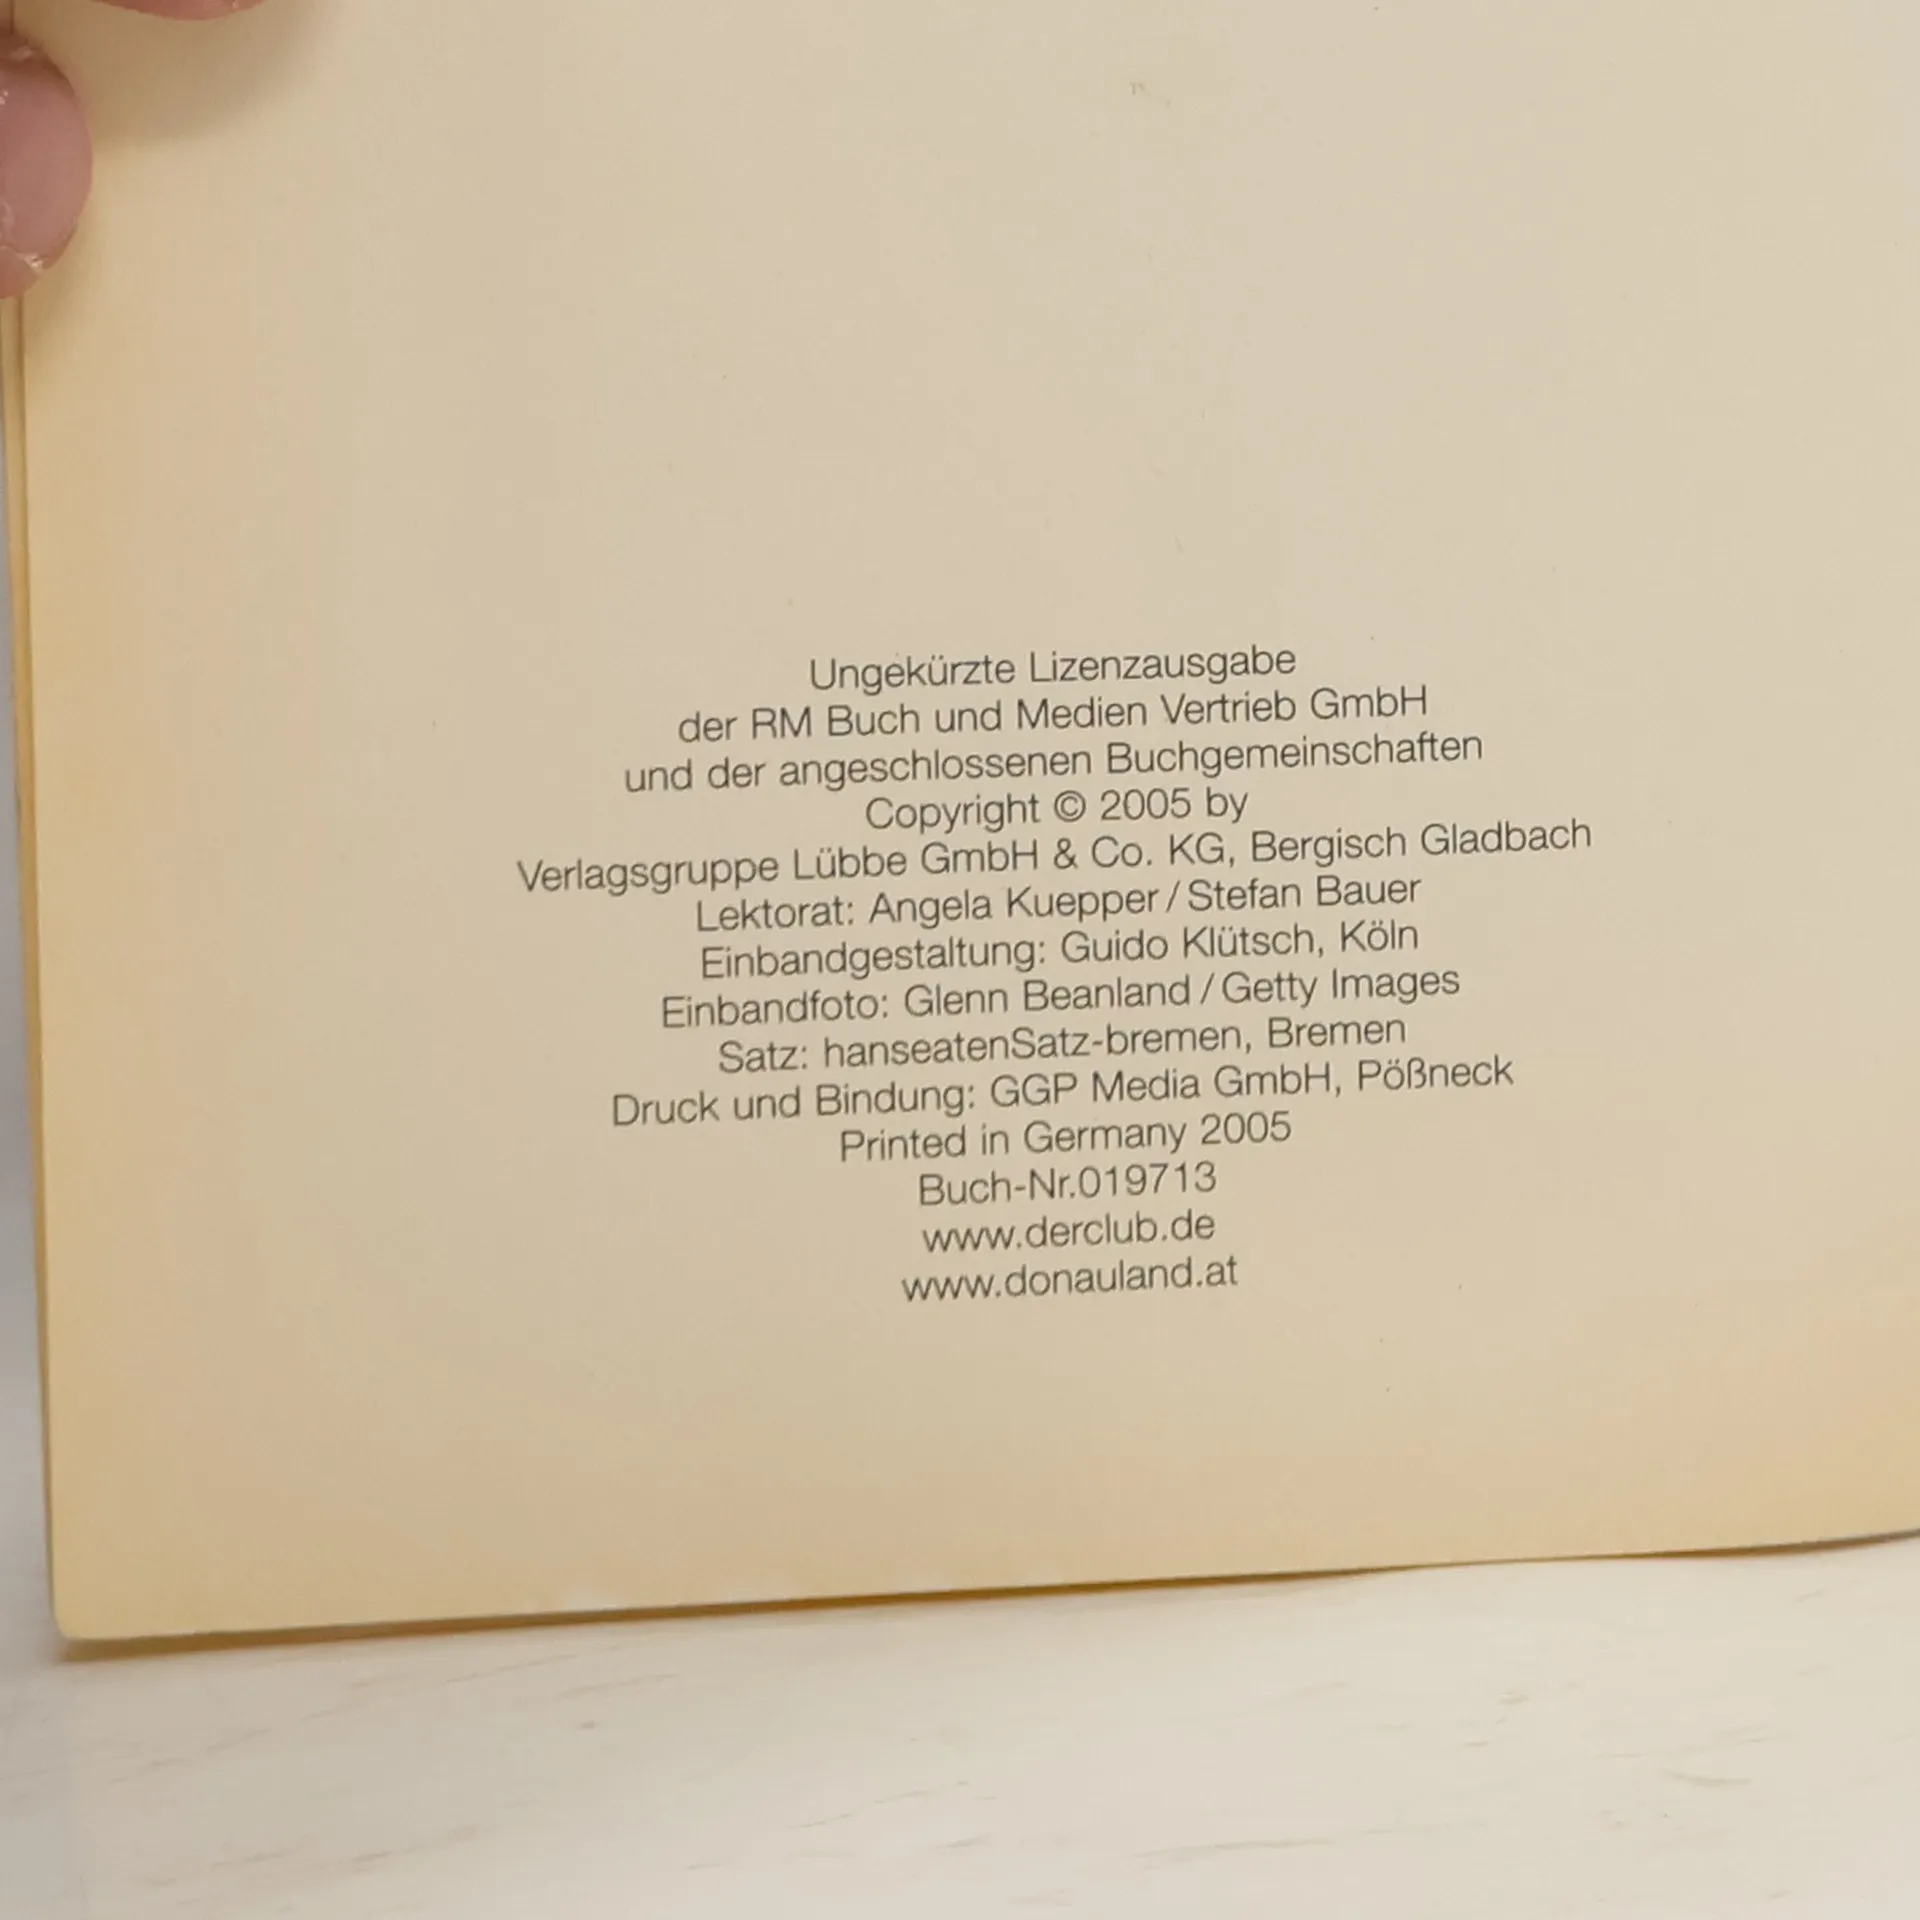 Ungekürzte Lizenzausgabe
der RM Buch und Medien Vertrieb GmbH
und der angeschlossenen Buchgemeinschaften
Copyright © 2005 by
Verlagsgruppe Lübbe GmbH & Co. KG, Bergisch Gladbach
Lektorat: Angela Kuepper / Stefan Bauer
Einbandgestaltung: Guido Klütsch, Köln
Einbandfoto: Glenn Beanland / Getty Images
Satz: hanseatenSatz-bremen, Bremen
Druck und Bindung: GGP Media GmbH, Pößneck
Printed in Germany 2005
Buch-Nr.019713
www.derclub.de
www.donauland.at